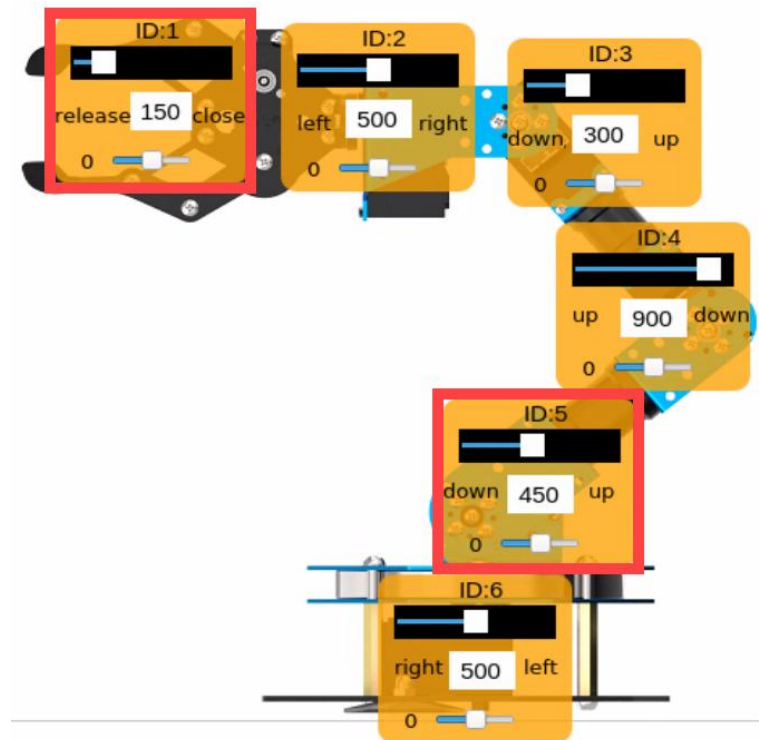 ID:1
release 150 close
0
ID:2
left 500 right
0
ID:3
down, 300 up
0
ID:4
up 900 down
0
ID:5
down 450 up
0
ID:6
right 500 left
0